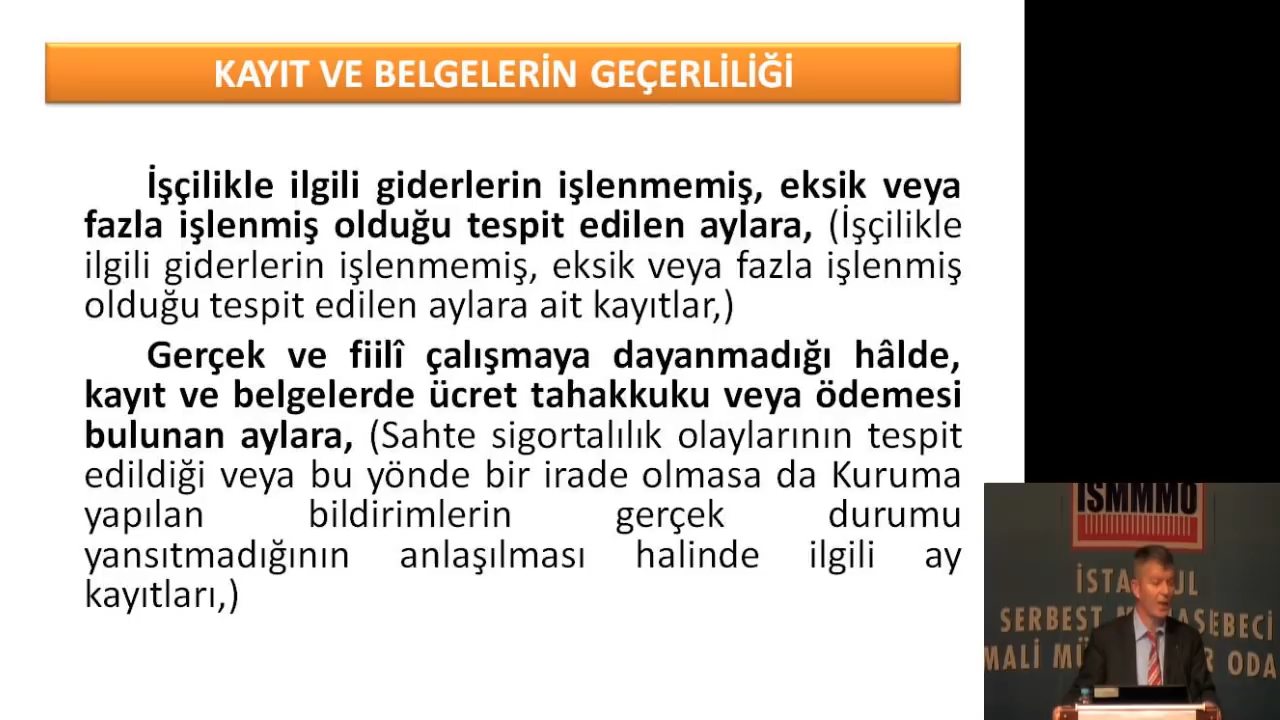 KAYIT VE BELGELERİN GEÇERLİLİĞİ
İşçilikle ilgili giderlerin işlenmemiş, eksik veya
fazla işlenmiş olduğu tespit edilen aylara, (İşçilikle
ilgili giderlerin işlenmemiş, eksik veya fazla işlenmiş
olduğu tespit edilen aylara ait kayıtlar,)
Gerçek ve fiilî çalışmaya dayanmadığı hâlde,
kayıt ve belgelerde ücret tahakkuku veya ödemesi
bulunan aylara, (Sahte sigortalılık olaylarının tespit
edildiği veya bu yönde bir irade olmasa da Kuruma
yapılan bildirimlerin gerçek durumu
yansıtmadığının anlaşılması halinde ilgili ay
kayıtları,)
ISMMMO
İSTANBUL
SERBEST
MALİ
ODA